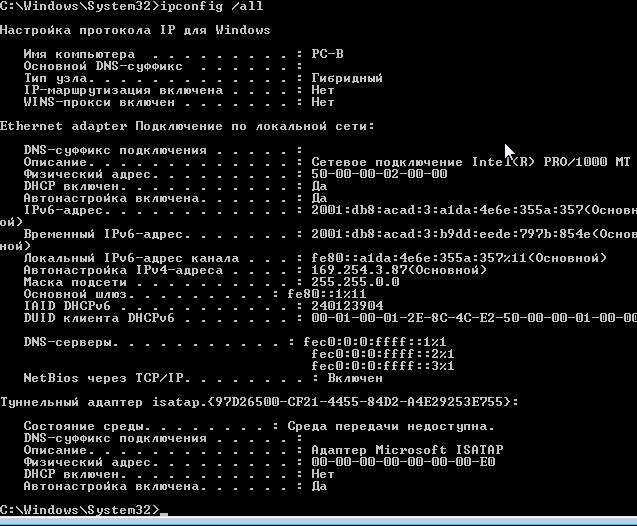 C:\Windows\System32>ipconfig /all
Настройка протокола IP для Windows
Имя компьютера . . . . . . . . . : PC-B
Основной DNS-суффикс . . . . . . :
Тип узла. . . . . . . . . . . . . : Гибридный
IP-маршрутизация включена . . . . : Нет
WINS-прокси включен . . . . . . . : Нет
Ethernet adapter Подключение по локальной сети:
DNS-суффикс подключения . . . . . :
Описание. . . . . . . . . . . . . : Сетевое подключение Intel(R) PRO/1000 MT
Физический адрес. . . . . . . . . : 50-00-00-02-00-00
DHCP включен. . . . . . . . . . . : Да
Автонастройка включена. . . . . . : Да
IPv6-адрес. . . . . . . . . . . . : 2001:db8:acad:3:a1da:4e6e:355a:357(Основн
ой)
Временный IPv6-адрес. . . . . . . : 2001:db8:acad:3:b9dd:eede:797b:854e(Основ
ной)
Локальный IPv6-адрес канала . . . : fe80::a1da:4e6e:355a:357%11(Основной)
Автонастройка IPv4-адреса . . . . : 169.254.3.87(Основной)
Маска подсети . . . . . . . . . . : 255.255.0.0
Основной шлюз. . . . . . . . . : fe80::1%11
IAID DHCPv6 . . . . . . . . . . . : 240123904
DUID клиента DHCPv6 . . . . . . . : 00-01-00-01-2E-8C-4C-E2-50-00-00-01-00-00
DNS-серверы. . . . . . . . . . . : fec0:0:0:ffff::1%1
fec0:0:0:ffff::2%1
fec0:0:0:ffff::3%1
NetBios через TCP/IP. . . . . . . . : Включен
Туннельный адаптер isatap.{97D26500-CF21-4455-84D2-A4E29253E755}:
Состояние среды. . . . . . . . : Среда передачи недоступна.
DNS-суффикс подключения . . . . . :
Описание. . . . . . . . . . . . . : Адаптер Microsoft ISATAP
Физический адрес. . . . . . . . . : 00-00-00-00-00-00-00-E0
DHCP включен. . . . . . . . . . . : Нет
Автонастройка включена. . . . . . : Да
C:\Windows\System32>_